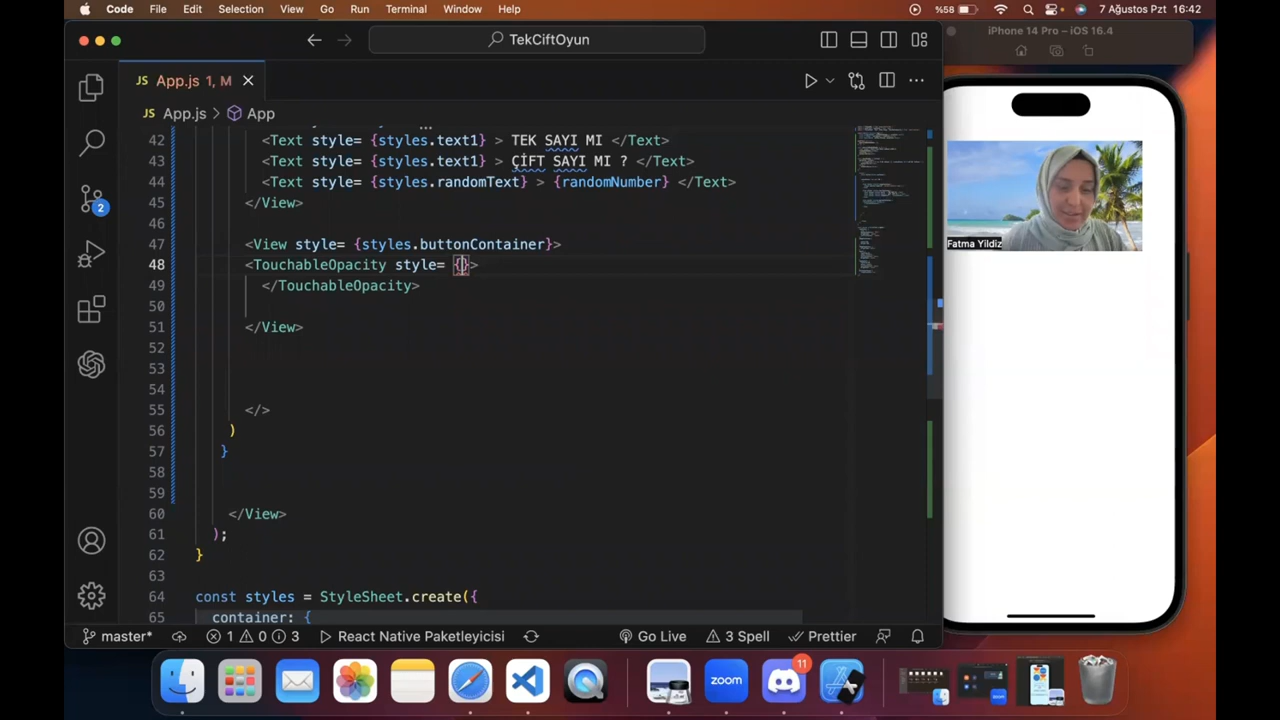 Code File Edit Selection View Go Run Terminal Window Help %58 7 Ağustos Pzt 16:42
TekCiftOyun
iPhone 14 Pro – iOS 16.4
JS App.js 1, M
JS App.js > App
42 <Text style= {styles.text1} > TEK SAYI MI </Text>
43 <Text style= {styles.text1} > ÇİFT SAYI MI ? </Text>
44 <Text style= {styles.randomText} > {randomNumber} </Text>
45 </View>
46
47 <View style= {styles.buttonContainer}>
48 <TouchableOpacity style= {}>
49 </TouchableOpacity>
50
51 </View>
52
53
54
55 </>
56 )
57 }
58
59
60 </View>
61 );
62 }
63
64 const styles = StyleSheet.create({
65 container: {
2
Fatma Yildiz
master* 1 0 3 React Native Paketleyicisi Go Live 3 Spell Prettier
zoom
11